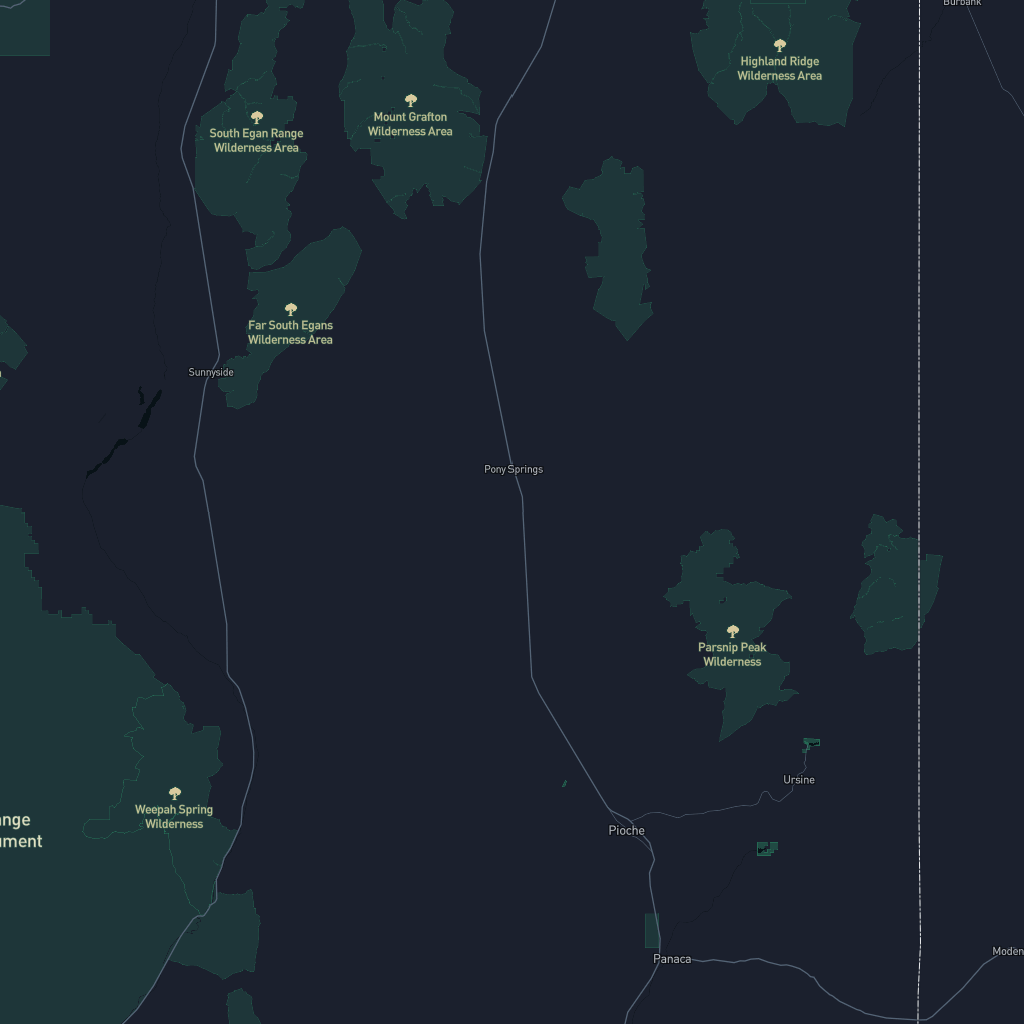 Burbank
Highland Ridge
Wilderness Area
Mount Grafton
Wilderness Area
South Egan Range
Wilderness Area
Far South Egans
Wilderness Area
Sunnyside
Pony Springs
Parsnip Peak
Wilderness
Ursine
Weepah Spring
Wilderness
ange
ument
Pioche
Panaca
Moden